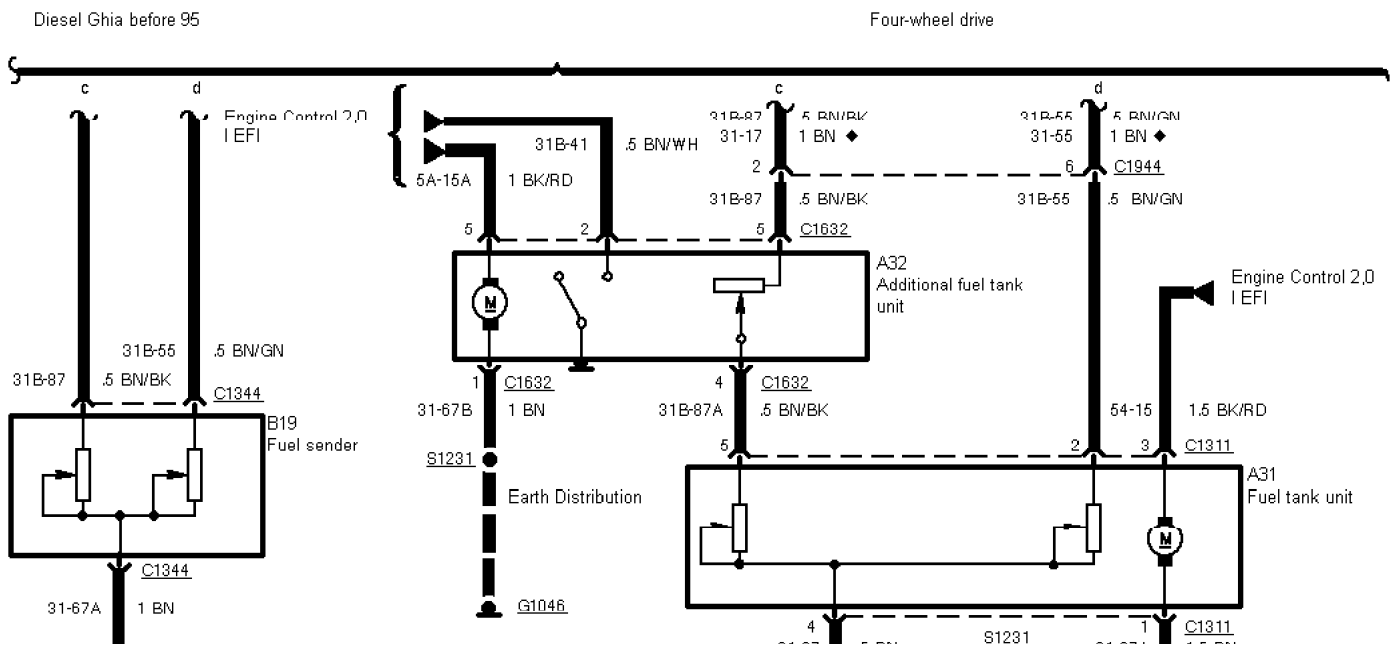 Diesel Ghia before 95
Four-wheel drive
c
d
c
d
Engine Control 2,0
I EFI
31B-87
.5 BN/BK
31B-55
.5 BN/GN
31B-41
.5 BN/WH
31-17
1 BN ◆
31-55
1 BN ◆
5A-15A
1 BK/RD
2
6
C1944
31B-87
.5 BN/BK
31B-55
.5 BN/GN
5
2
5
C1632
A32
Additional fuel tank
unit
M
Engine Control 2,0
I EFI
31B-55
.5 BN/GN
31B-87
.5 BN/BK
C1344
1
C1632
4
C1632
31-67B
1 BN
31B-87A
.5 BN/BK
54-15
1.5 BK/RD
B19
Fuel sender
S1231
5
2
3
C1311
A31
Fuel tank unit
Earth Distribution
M
C1344
31-67A
1 BN
G1046
4
1
C1311
S1231